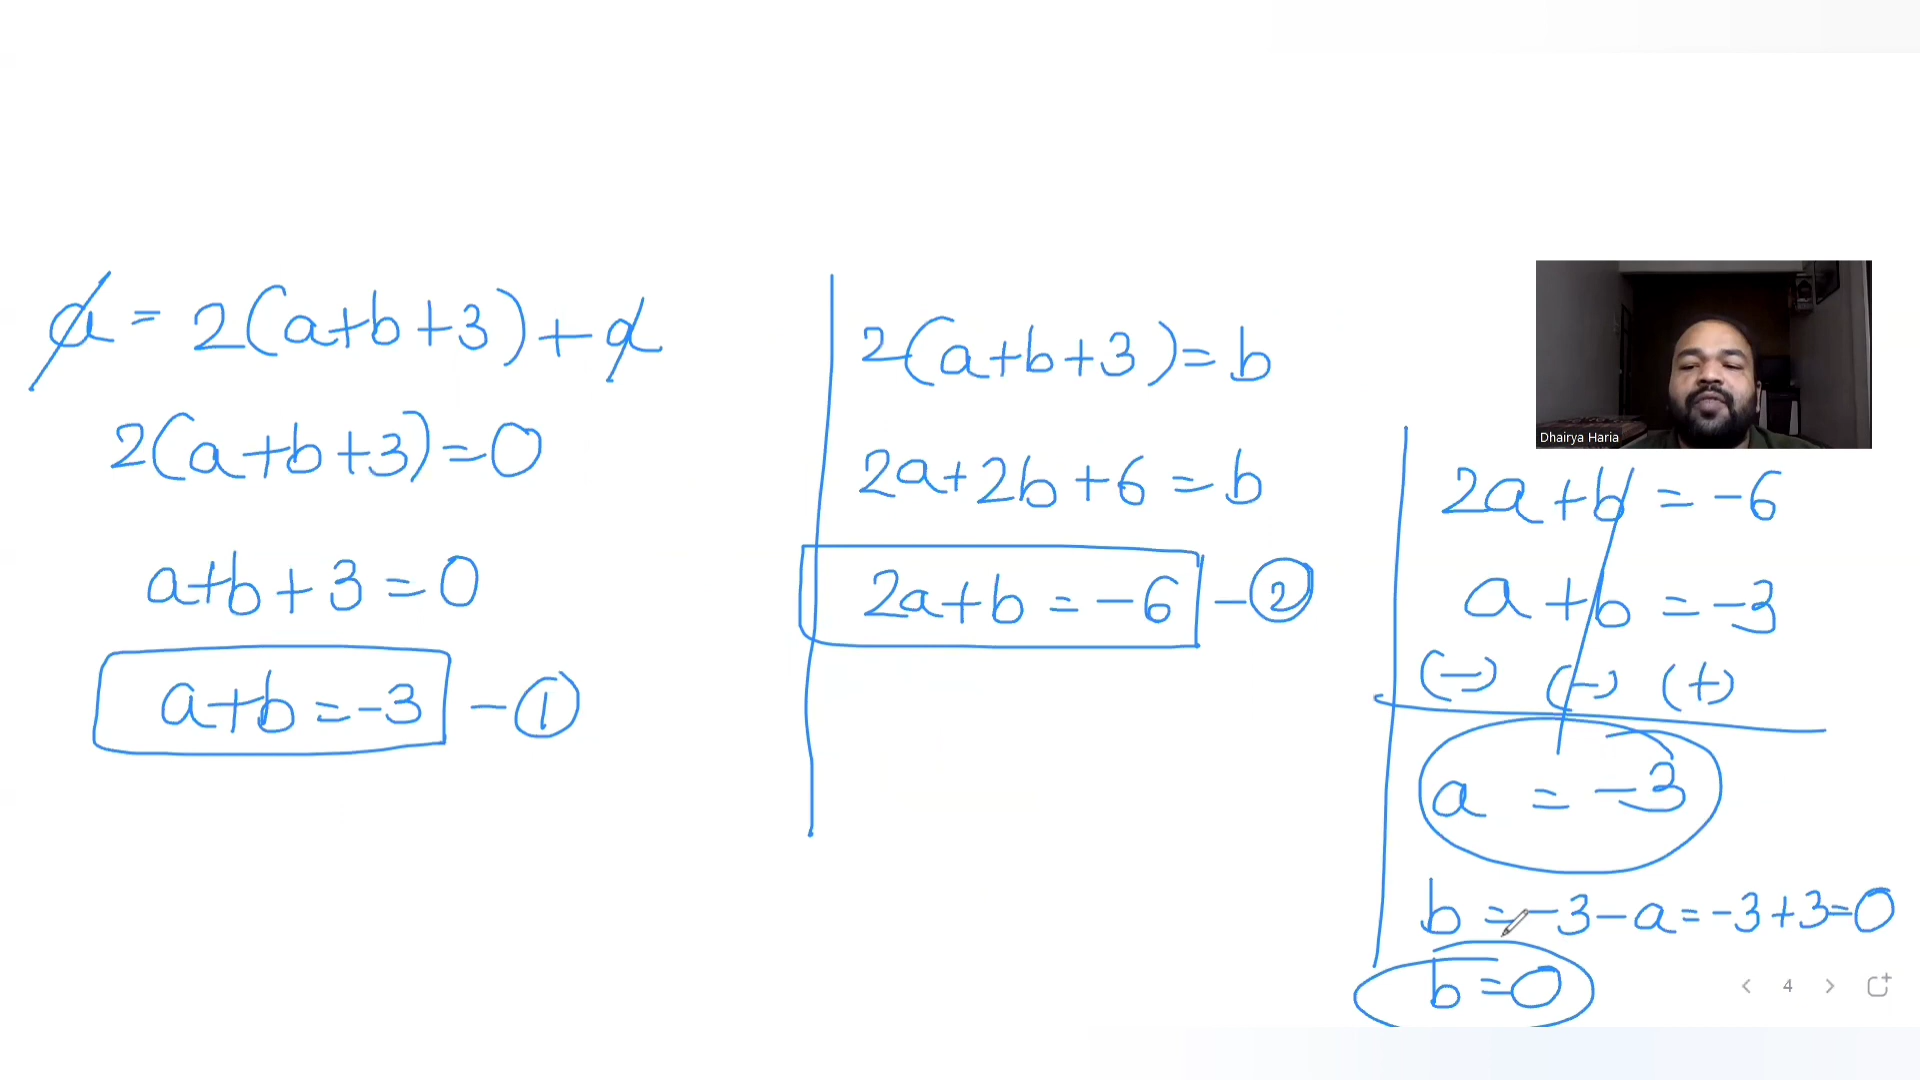 a = 2(a+b+3)+a
2(a+b+3)=0
a+b+3=0
a+b=-3 -①
2(a+b+3)=b
2a+2b+6=b
2a+b=-6 -②
Dhairya Haria
2a+b=-6
a+b=-3
(-) (-) (+)
a = -3
b=-3-a=-3+3=0
b=0
4